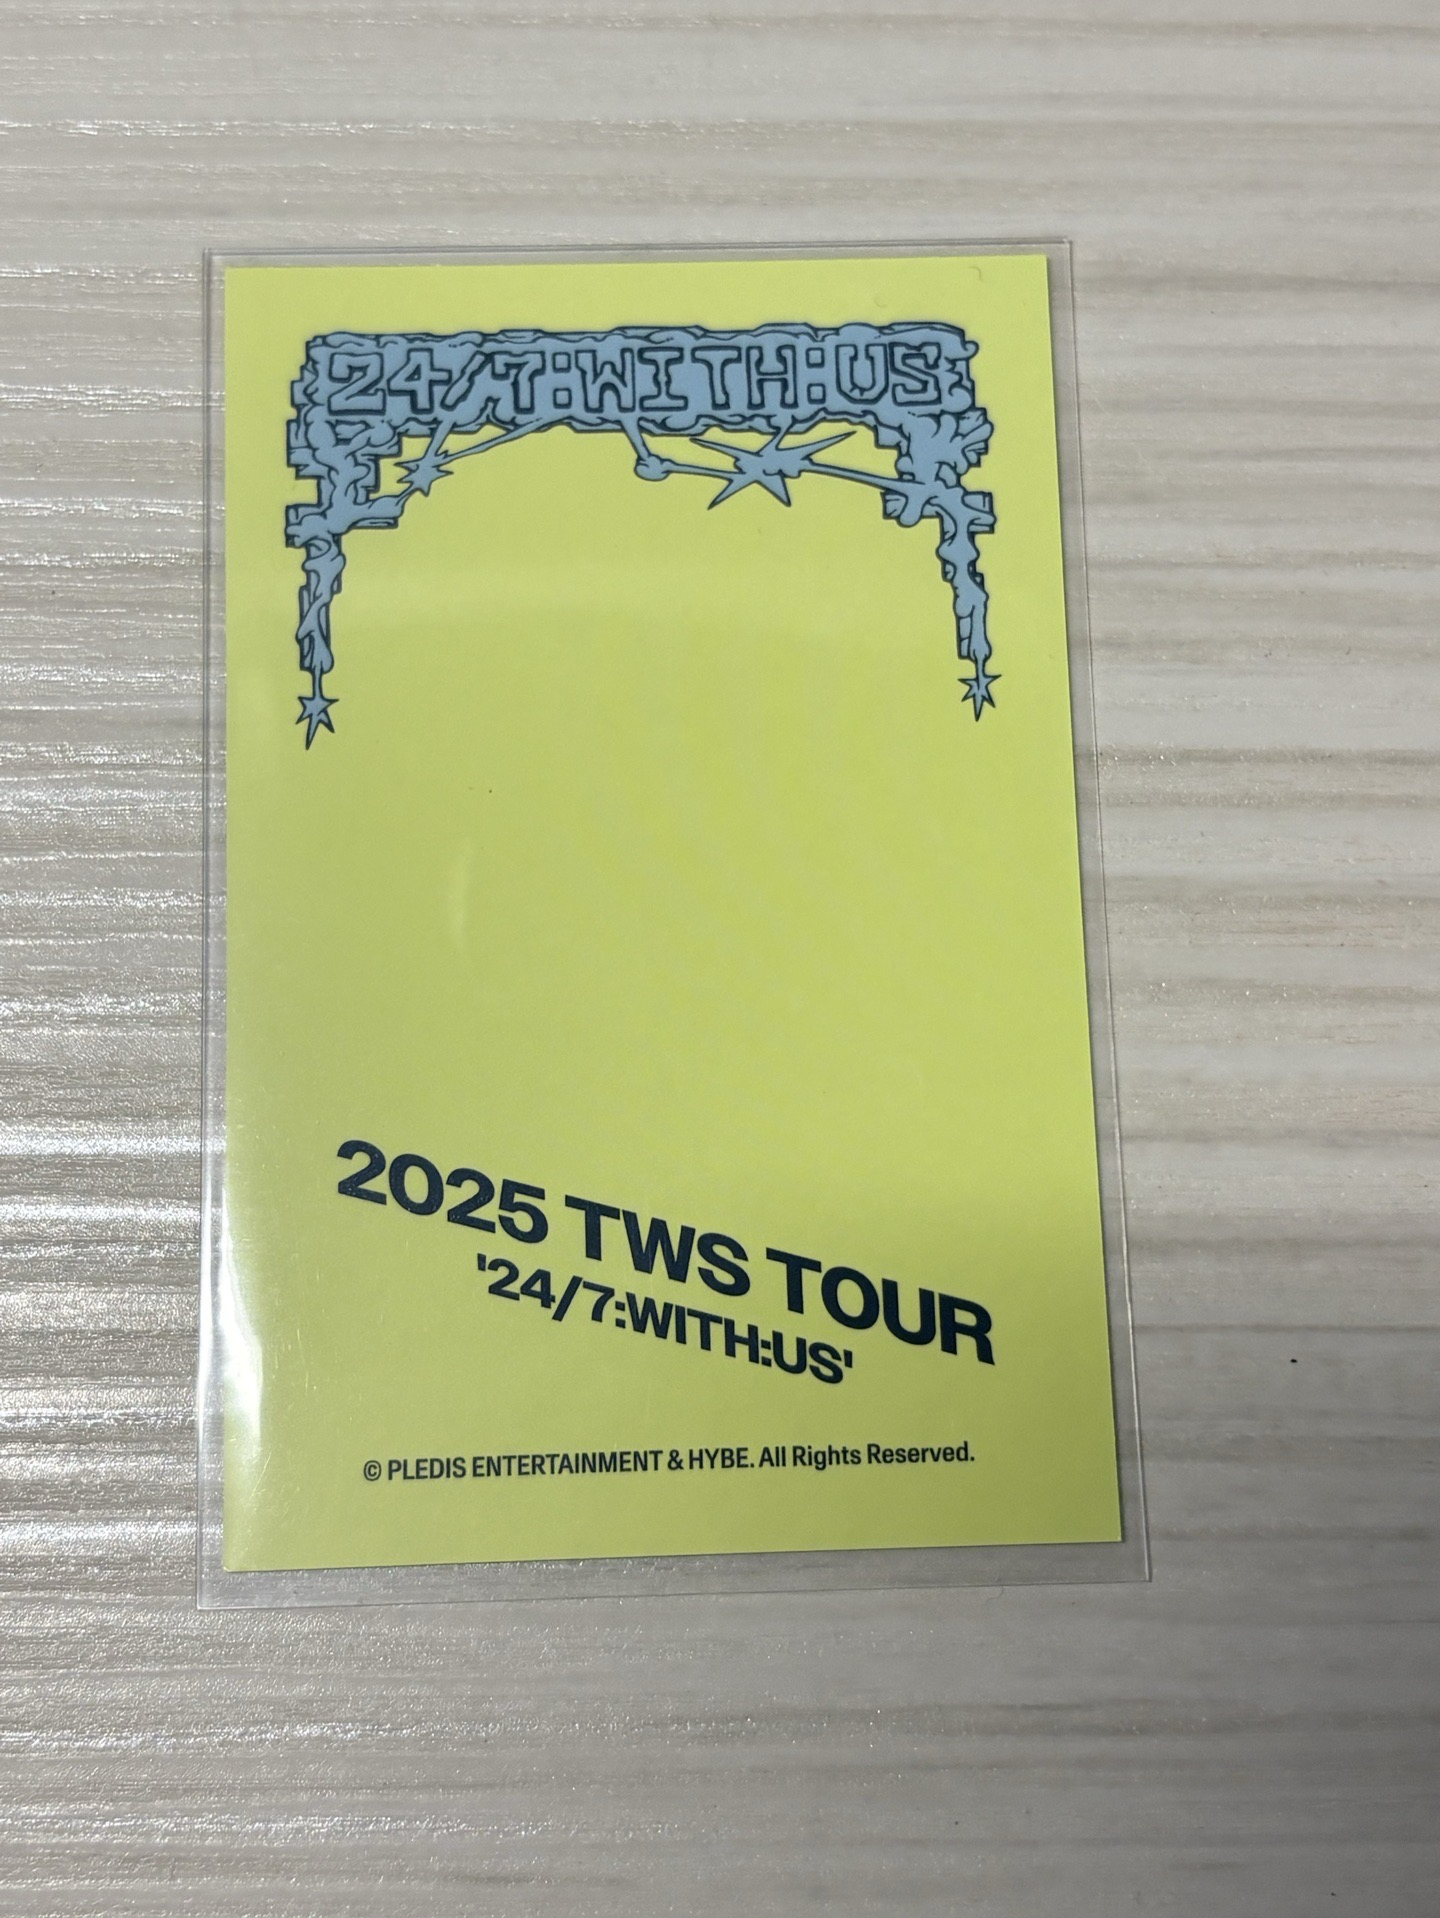 24/7:WITH:US
2025 TWS TOUR
'24/7:WITH:US'
© PLEDIS ENTERTAINMENT & HYBE. All Rights Reserved.